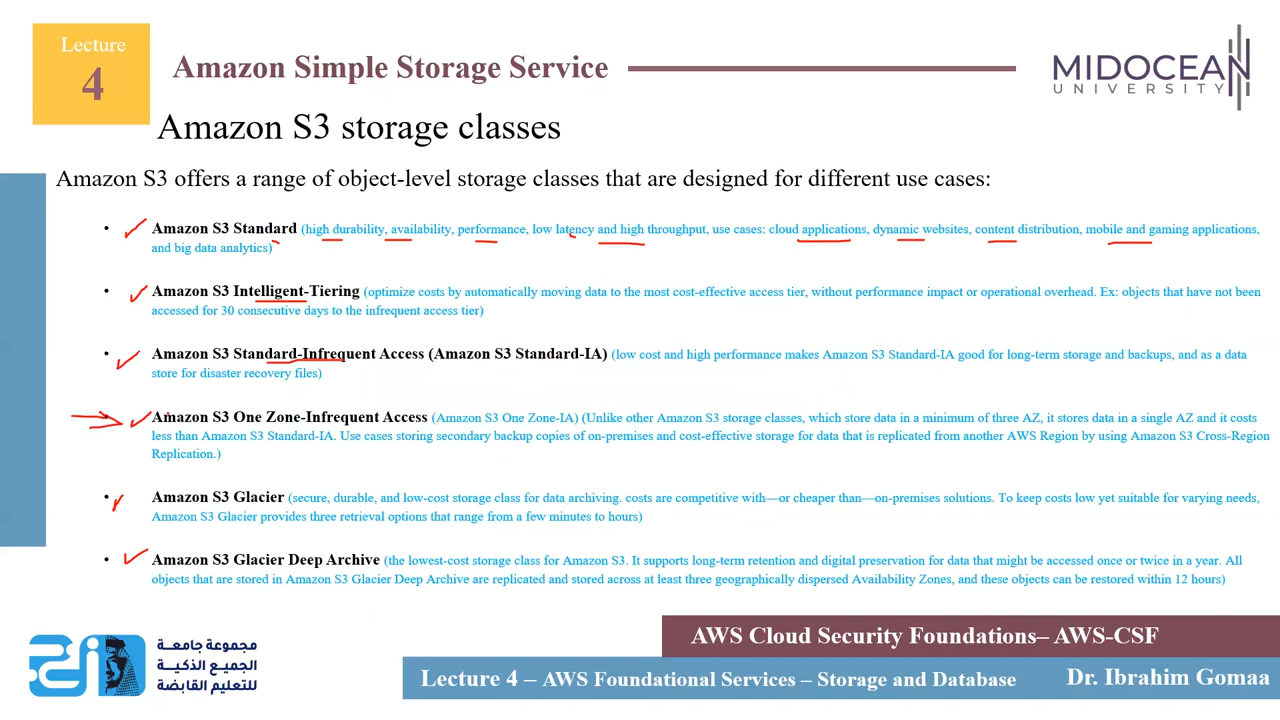 Lecture
4
Amazon Simple Storage Service
MIDOCEAN
UNIVERSITY
Amazon S3 storage classes
Amazon S3 offers a range of object-level storage classes that are designed for different use cases:
• Amazon S3 Standard (high durability, availability, performance, low latency and high throughput, use cases: cloud applications, dynamic websites, content distribution, mobile and gaming applications,
and big data analytics)
• Amazon S3 Intelligent-Tiering (optimize costs by automatically moving data to the most cost-effective access tier, without performance impact or operational overhead. Ex: objects that have not been
accessed for 30 consecutive days to the infrequent access tier)
• Amazon S3 Standard-Infrequent Access (Amazon S3 Standard-IA) (low cost and high performance makes Amazon S3 Standard-IA good for long-term storage and backups, and as a data
store for disaster recovery files)
• Amazon S3 One Zone-Infrequent Access (Amazon S3 One Zone-IA) (Unlike other Amazon S3 storage classes, which store data in a minimum of three AZ, it stores data in a single AZ and it costs
less than Amazon S3 Standard-IA. Use cases storing secondary backup copies of on-premises and cost-effective storage for data that is replicated from another AWS Region by using Amazon S3 Cross-Region
Replication.)
• Amazon S3 Glacier (secure, durable, and low-cost storage class for data archiving. costs are competitive with—or cheaper than—on-premises solutions. To keep costs low yet suitable for varying needs,
Amazon S3 Glacier provides three retrieval options that range from a few minutes to hours)
• Amazon S3 Glacier Deep Archive (the lowest-cost storage class for Amazon S3. It supports long-term retention and digital preservation for data that might be accessed once or twice in a year. All
objects that are stored in Amazon S3 Glacier Deep Archive are replicated and stored across at least three geographically dispersed Availability Zones, and these objects can be restored within 12 hours)
مجموعة جامعة
الجميع الذكية
للتعليم القابضة
AWS Cloud Security Foundations– AWS-CSF
Lecture 4 – AWS Foundational Services – Storage and Database
Dr. Ibrahim Gomaa